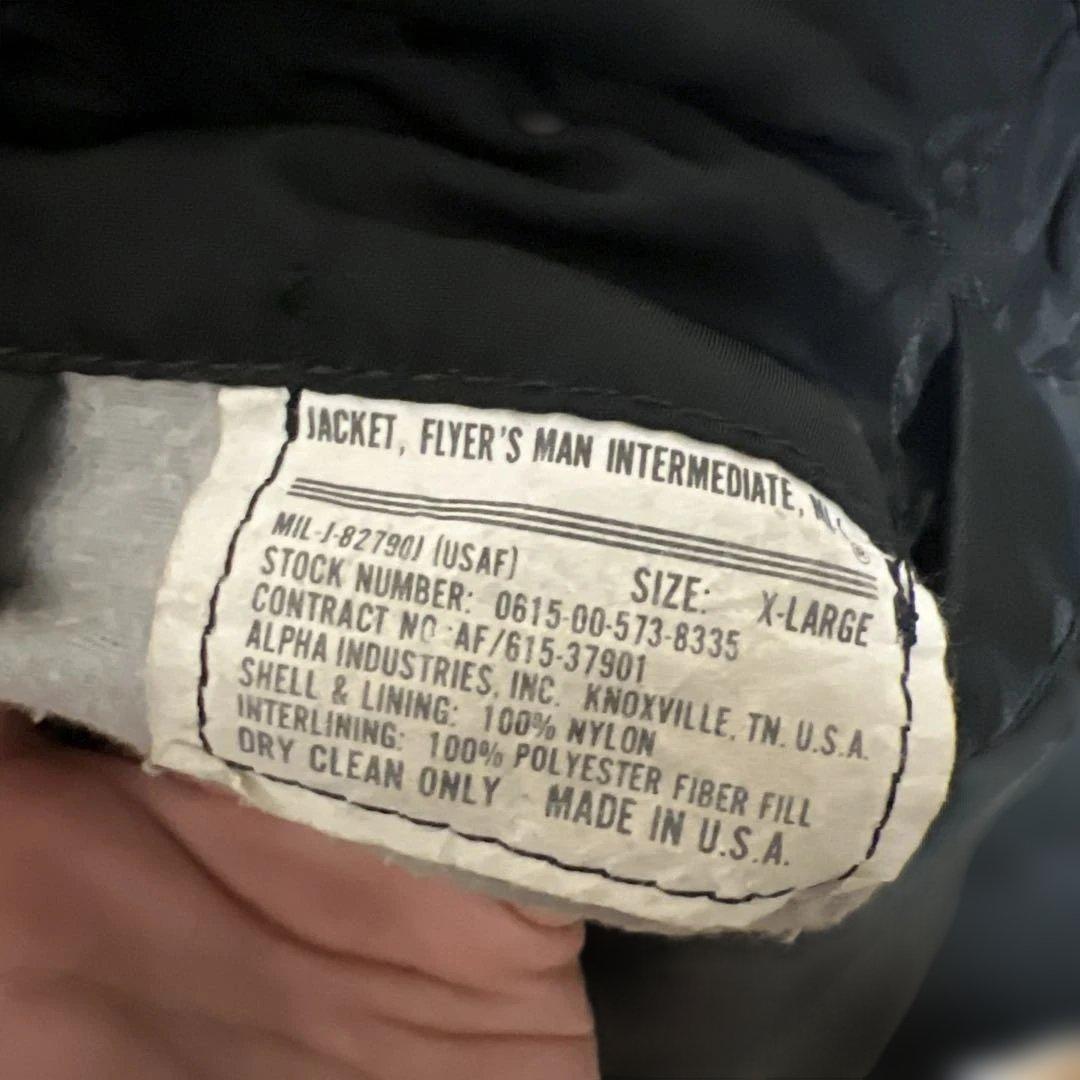 JACKET, FLYER'S MAN INTERMEDIATE,
®
MIL-J-82790J (USAF)
SIZE: X-LARGE
STOCK NUMBER: 0615-00-573-8335
CONTRACT NO :AF/615-37901
ALPHA INDUSTRIES, INC. KNOXVILLE, TN. U.S.A.
SHELL & LINING: 100% NYLON
INTERLINING: 100% POLYESTER FIBER FILL
DRY CLEAN ONLY MADE IN U.S.A.